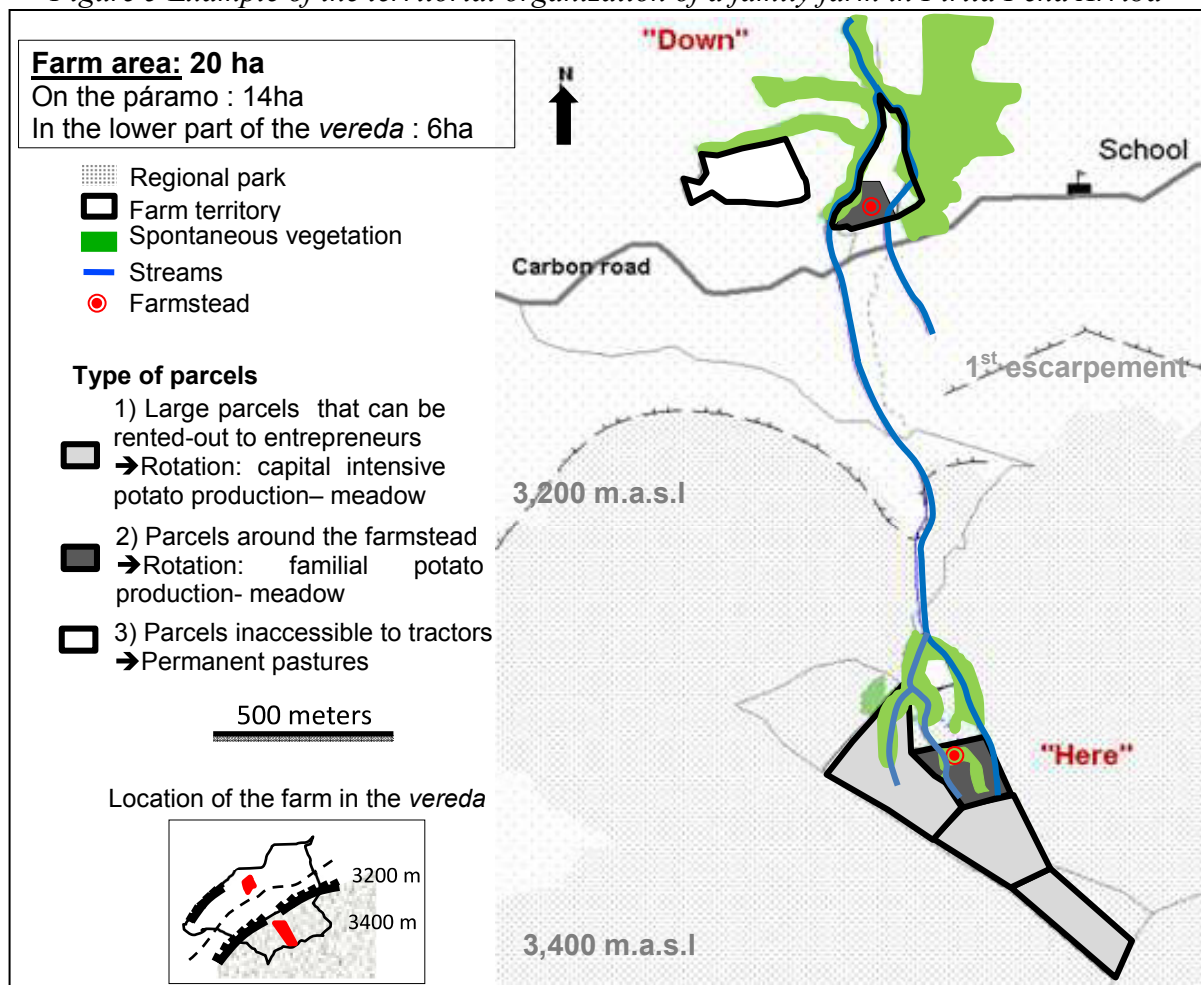 Farm area: 20 ha
On the páramo : 14ha
In the lower part of the vereda : 6ha
Regional park
Farm territory
Spontaneous vegetation
Streams
Farmstead
Type of parcels
1) Large parcels that can be
rented-out to entrepreneurs
➔Rotation: capital intensive
potato production– meadow
2) Parcels around the farmstead
➔Rotation: familial potato
production- meadow
3) Parcels inaccessible to tractors
➔Permanent pastures
500 meters
Location of the farm in the vereda
3200 m
3400 m
"Down"
N
School
Carbon road
1st escarpement
3,200 m.a.s.l
"Here"
3,400 m.a.s.l